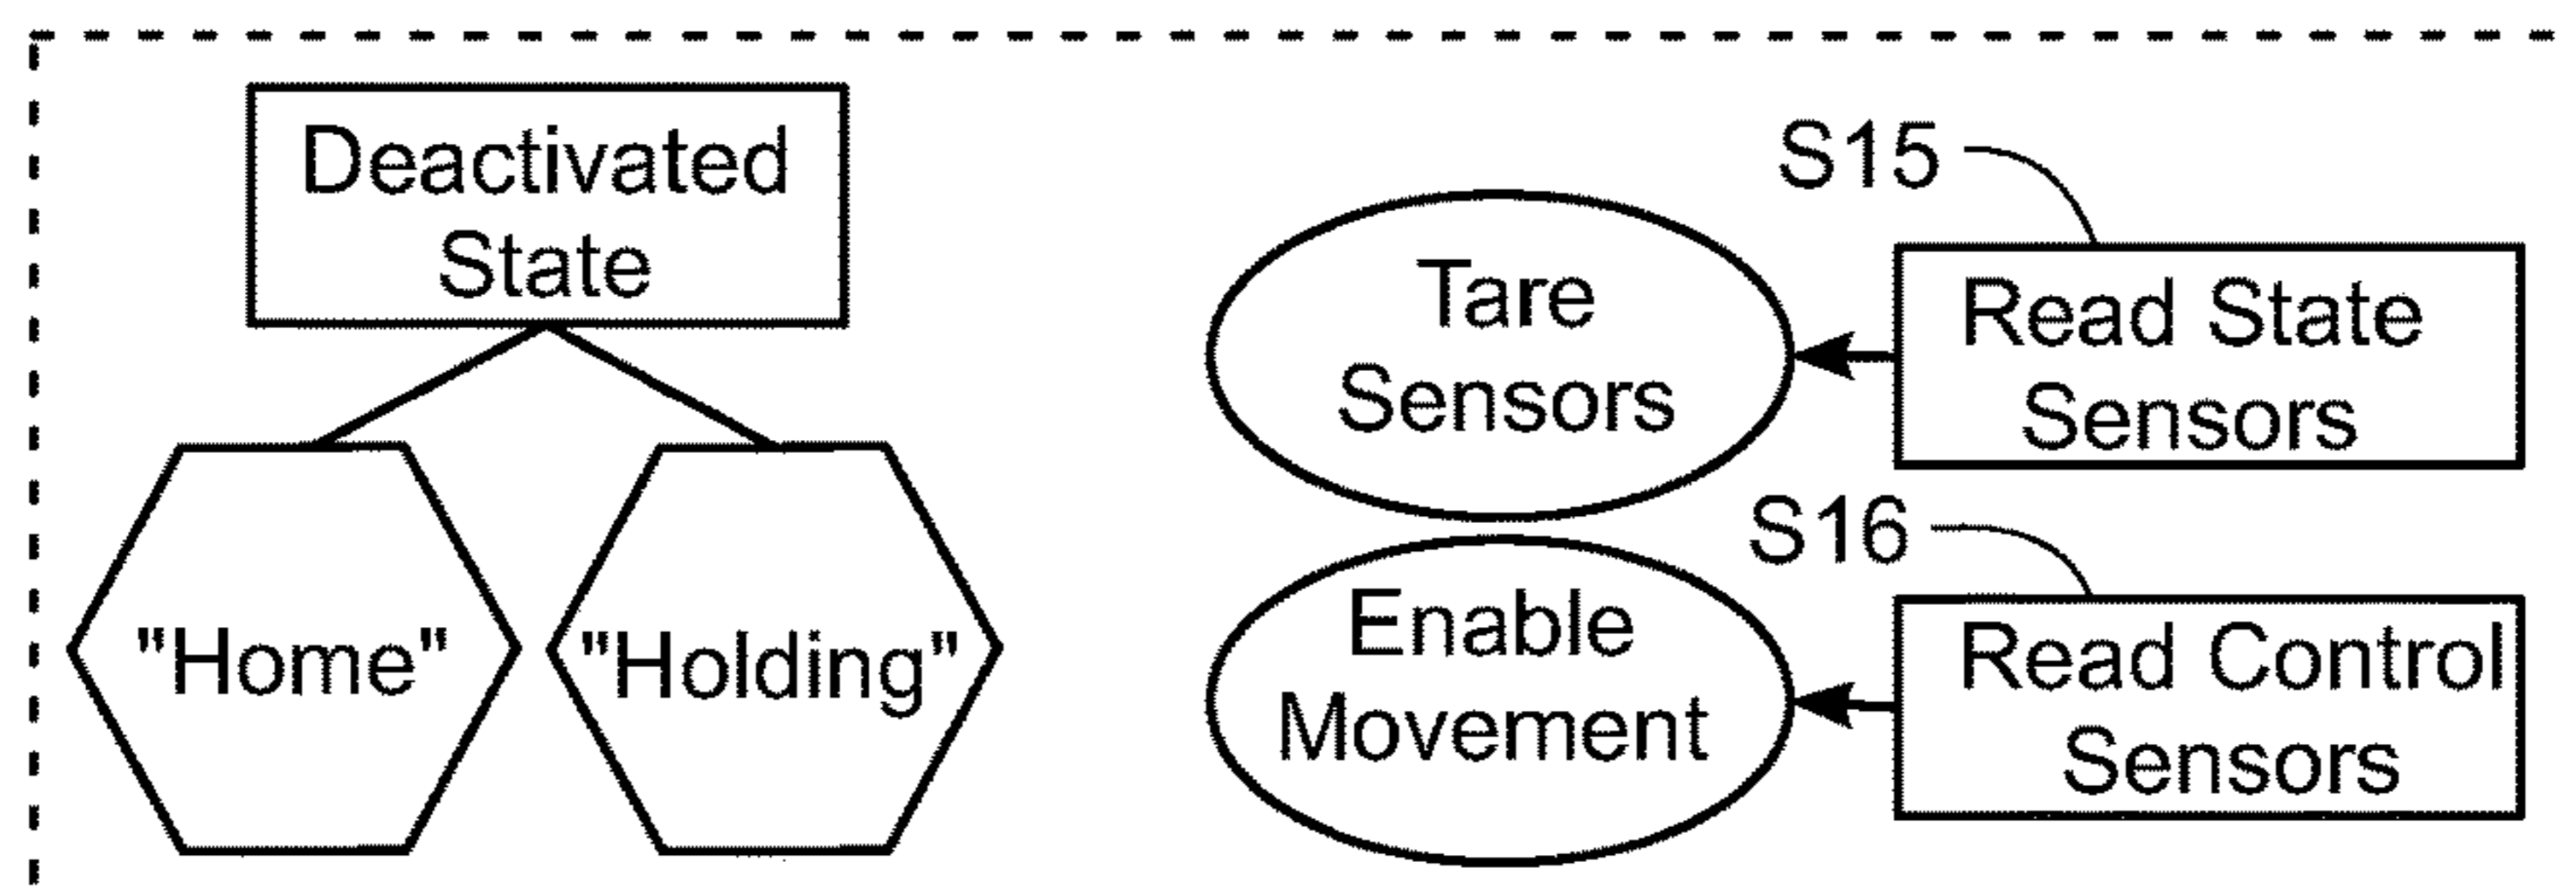 Deactivated
State
"Home"
"Holding"
S15
Tare
Sensors
Read State
Sensors
S16
Enable
Movement
Read Control
Sensors